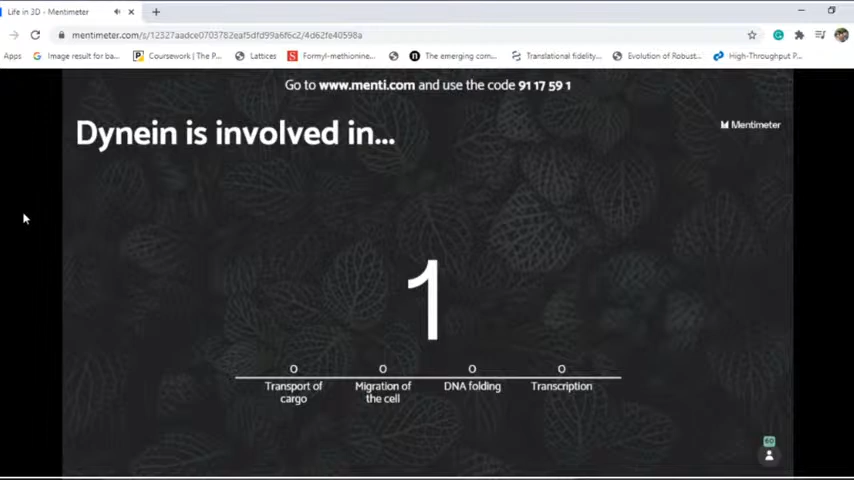 Life in 3D - Mentimeter
mentimeter.com/s/12327aadce0703782eaf5dfd99a6f6c2/4d62fe40598a
Apps Image result for ba... Coursework | The P... Lattices Formyl-methionine... The emerging com... Translational fidelity... Evolution of Robust... High-Throughput P...
Go to www.menti.com and use the code 91 17 59 1
Dynein is involved in...
Mentimeter
1
0 0 0 0
Transport of cargo
Migration of the cell
DNA folding
Transcription
60